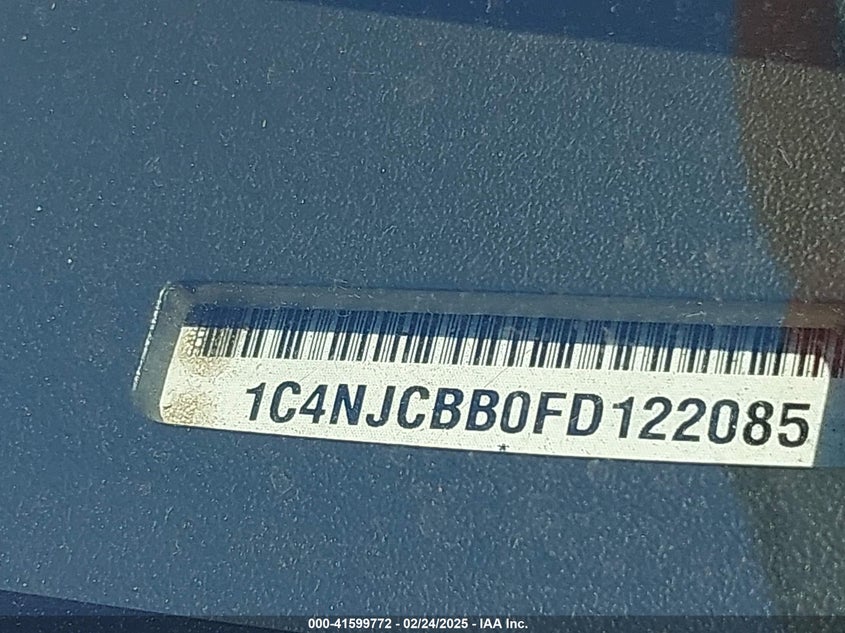 1C4NJCBB0FD122085
000-41599772 – 02/24/2025 – IAA Inc.